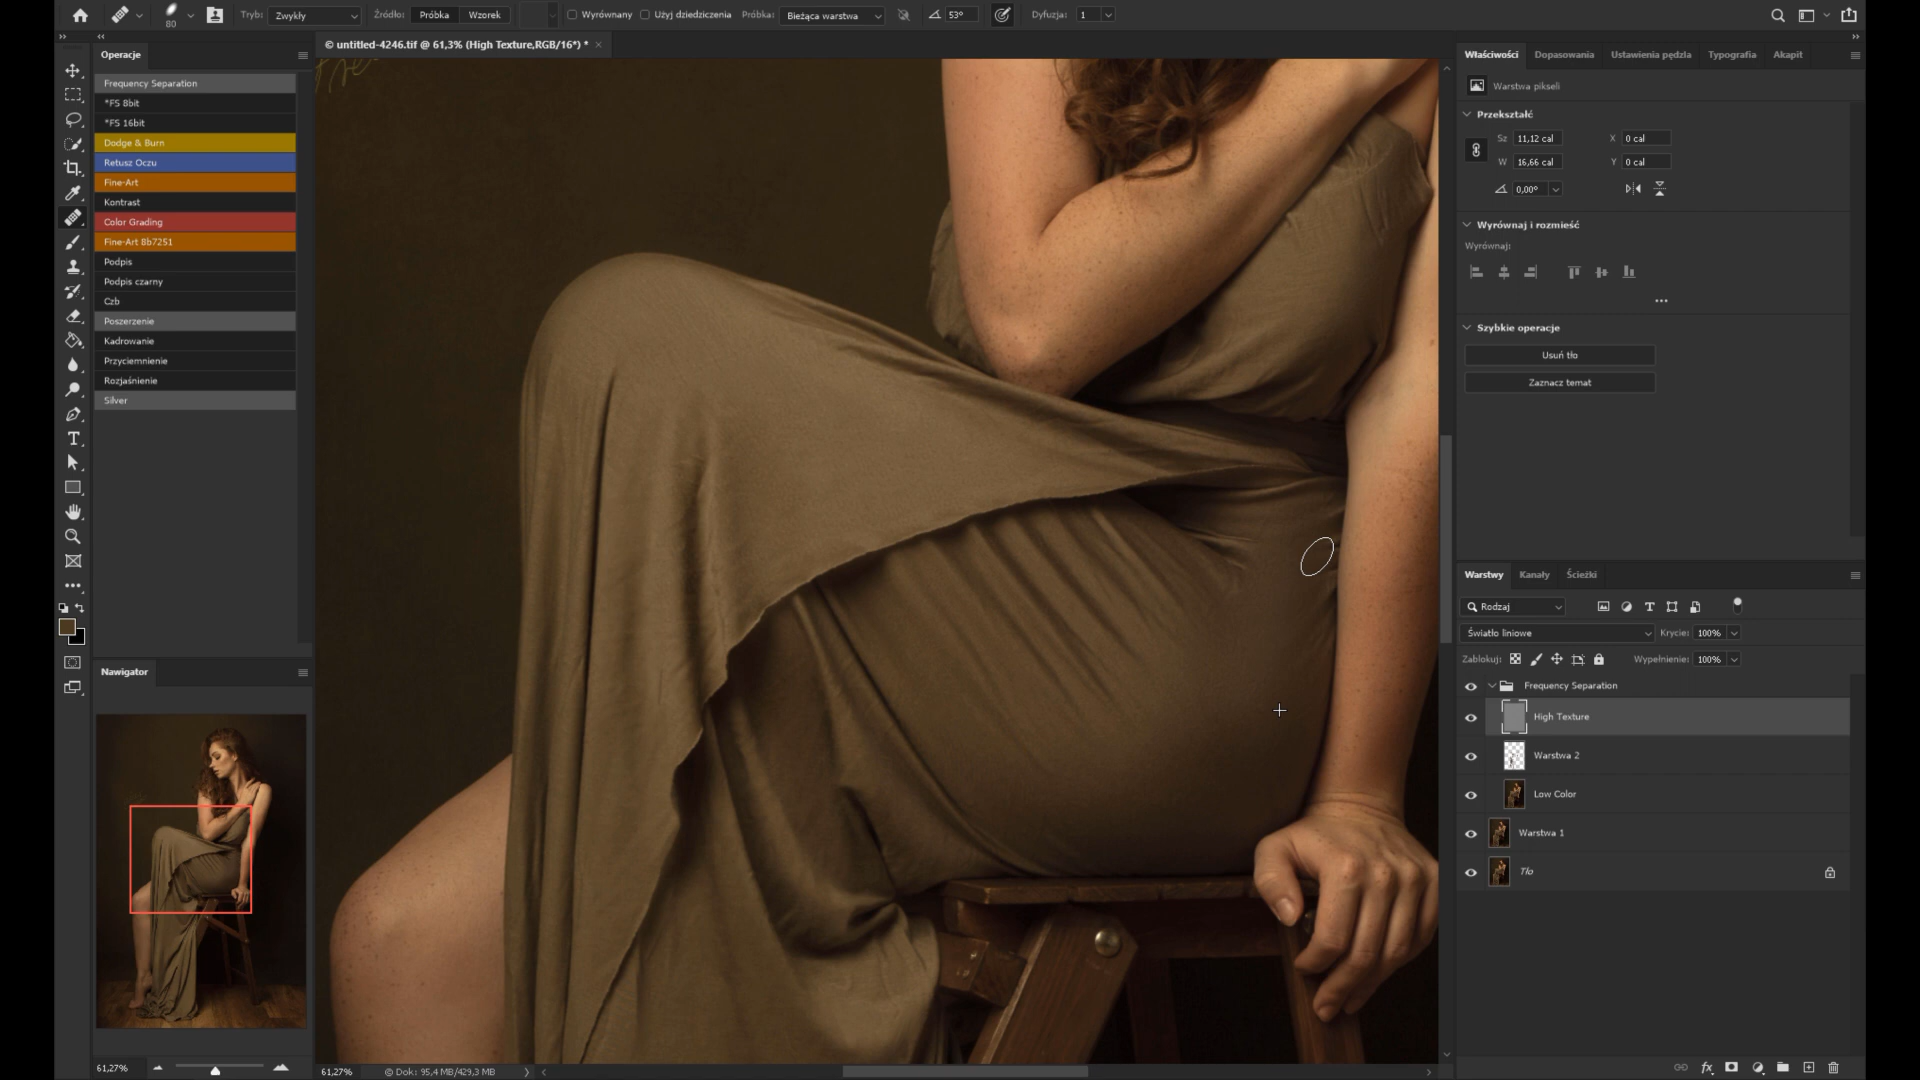 80
Tryb: Zwykły
Źródło: Próbka Wzorek
Wyrównany
Użyj dziedziczenia
Próbka: Bieżąca warstwa
53°
Dyfuzja: 1
Operacje
Frequency Separation
*FS 8bit
*FS 16bit
Dodge & Burn
Retusz Oczu
Fine-Art
Kontrast
Color Grading
Fine-Art 8b7251
Podpis
Podpis czarny
Czb
Poszerzenie
Kadrowanie
Przyciemnienie
Rozjaśnienie
Silver
Nawigator
61,27%
© untitled-4246.tif @ 61,3% (High Texture,RGB/16*) *
61,27%
© Dok: 95,4 MB/429,3 MB
Właściwości Dopasowania Ustawienia pędzla Typografia Akapit
Warstwa pikseli
Przekształć
Sz 11,12 cal X 0 cal
W 16,66 cal Y 0 cal
0,00°
Wyrównaj i rozmieść
Wyrównaj:
Szybkie operacje
Usuń tło
Zaznacz temat
Warstwy Kanały Ścieżki
Rodzaj
Światło liniowe Krycie: 100%
Zablokuj: Wypełnienie: 100%
Frequency Separation
High Texture
Warstwa 2
Low Color
Warstwa 1
Tło